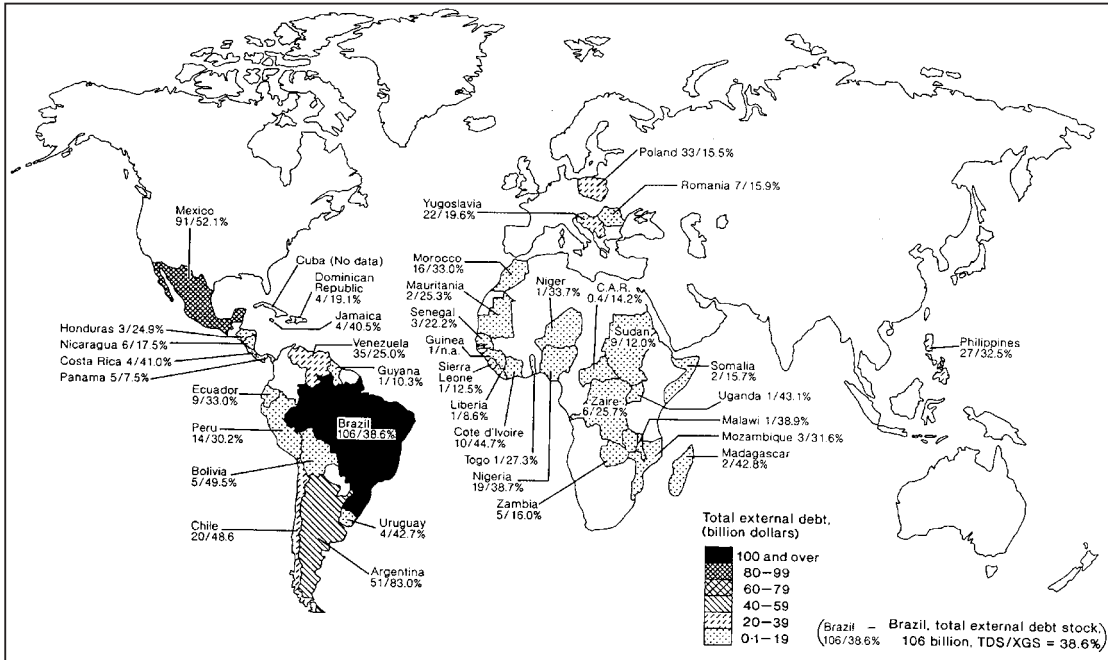 Poland 33/15.5%
Romania 7/15.9%
Yugoslavia
22/19.6%
Mexico
91/52.1%
Cuba (No data)
Dominican
Republic
4/19.1%
Jamaica
4/40.5%
Honduras 3/24.9%
Nicaragua 6/17.5%
Costa Rica 4/41.0%
Panama 5/7.5%
Venezuela
35/25.0%
Guyana
1/10.3%
Ecuador
9/33.0%
Brazil
106/38.6%
Peru
14/30.2%
Bolivia
5/49.5%
Chile
20/48.6
Uruguay
4/42.7%
Argentina
51/83.0%
Morocco
16/33.0%
Mauritania
2/25.3%
Senegal
3/22.2%
Guinea
1/n.a.
Sierra
Leone
1/12.5%
Liberia
1/8.6%
Cote d'Ivoire
10/44.7%
Togo 1/27.3%
Nigeria
19/38.7%
Niger
1/33.7%
C.A.R.
0.4/14.2%
Sudan
9/12.0%
Somalia
2/15.7%
Uganda 1/43.1%
Zaire
6/25.7%
Malawi 1/38.9%
Mozambique 3/31.6%
Madagascar
2/42.8%
Zambia
5/16.0%
Philippines
27/32.5%
Total external debt,
(billion dollars)
100 and over
80–99
60–79
40–59
20–39
0·1–19
(Brazil – Brazil, total external debt stock,
106/38.6% 106 billion, TDS/XGS = 38.6%)